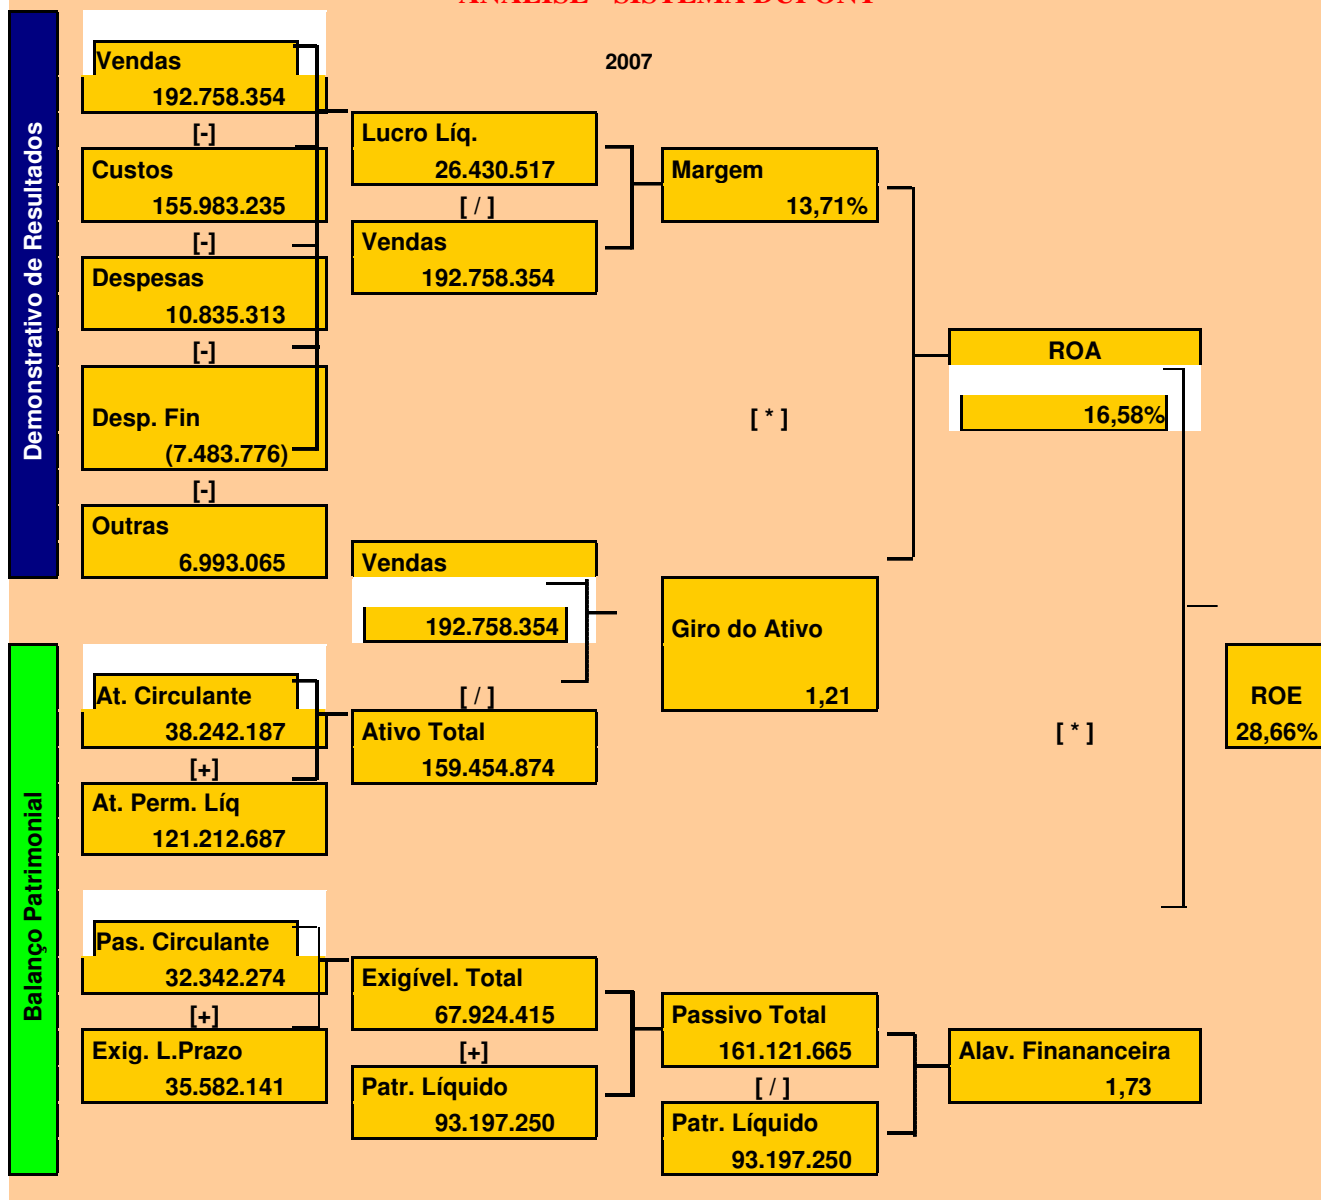 ANÁLISE - SISTEMA DUPONT
2007
Demonstrativo de Resultados
Vendas
192.758.354
[-]
Custos
155.983.235
[-]
Despesas
10.835.313
[-]
Desp. Fin
(7.483.776)
[-]
Outras
6.993.065
Lucro Líq.
26.430.517
[ / ]
Vendas
192.758.354
Margem
13,71%
[ * ]
Vendas
192.758.354
[ / ]
Ativo Total
159.454.874
Giro do Ativo
1,21
ROA
16,58%
[ * ]
ROE
28,66%
Balanço Patrimonial
At. Circulante
38.242.187
[+]
At. Perm. Líq
121.212.687
Pas. Circulante
32.342.274
[+]
Exig. L.Prazo
35.582.141
Exigível. Total
67.924.415
[+]
Patr. Líquido
93.197.250
Passivo Total
161.121.665
[ / ]
Patr. Líquido
93.197.250
Alav. Finananceira
1,73